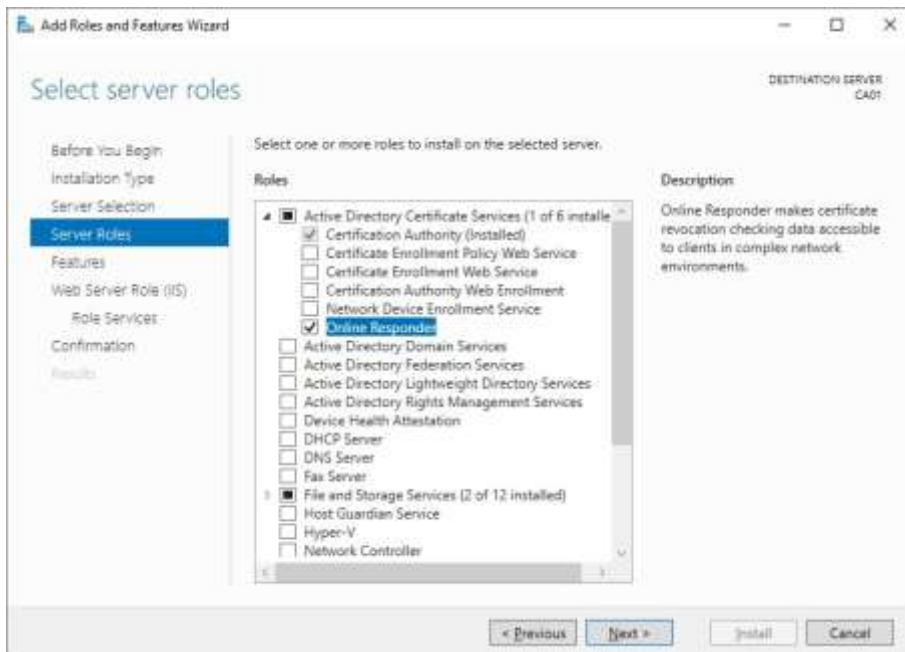 Add Roles and Features Wizard
Select server roles
DESTINATION SERVER
CA01
Before You Begin
Installation Type
Server Selection
Server Roles
Features
Web Server Role (IIS)
Role Services
Confirmation
Results
Select one or more roles to install on the selected server.
Roles
Active Directory Certificate Services (1 of 6 installe
Certification Authority (Installed)
Certificate Enrollment Policy Web Service
Certificate Enrollment Web Service
Certification Authority Web Enrollment
Network Device Enrollment Service
Online Responder
Active Directory Domain Services
Active Directory Federation Services
Active Directory Lightweight Directory Services
Active Directory Rights Management Services
Device Health Attestation
DHCP Server
DNS Server
Fax Server
File and Storage Services (2 of 12 installed)
Host Guardian Service
Hyper-V
Network Controller
Description
Online Responder makes certificate
revocation checking data accessible
to clients in complex network
environments.
< Previous
Next >
Install
Cancel